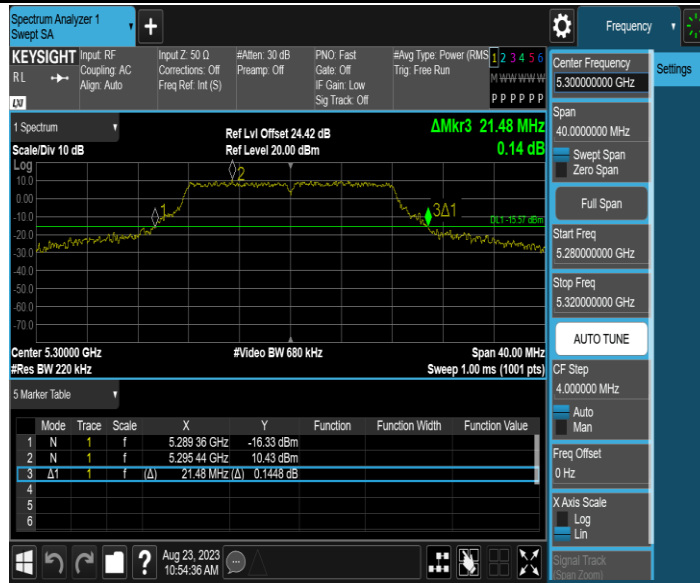 Spectrum Analyzer 1
Swept SA
+
Frequency
KEYSIGHT
RL
LXI
Input: RF
Coupling: AC
Align: Auto
Input Z: 50 Ω
Corrections: Off
Freq Ref: Int (S)
#Atten: 30 dB
Preamp: Off
PNO: Fast
Gate: Off
IF Gain: Low
Sig Track: Off
#Avg Type: Power (RMS
Trig: Free Run
1 2 3 4 5 6
M W W W W W
P P P P P P
Center Frequency
5.300000000 GHz
Settings
Span
40.0000000 MHz
Swept Span
Zero Span
Full Span
Start Freq
5.280000000 GHz
Stop Freq
5.320000000 GHz
AUTO TUNE
CF Step
4.000000 MHz
Auto
Man
Freq Offset
0 Hz
X Axis Scale
Log
Lin
Signal Track
(Span Zoom)
1 Spectrum
Scale/Div 10 dB
Ref Lvl Offset 24.42 dB
Ref Level 20.00 dBm
ΔMkr3 21.48 MHz
0.14 dB
Log
10.0
0.00
-10.0
-20.0
-30.0
-40.0
-50.0
-60.0
-70.0
1
2
3Δ1
DL1 -15.57 dBm
Center 5.30000 GHz
#Video BW 680 kHz
Span 40.00 MHz
#Res BW 220 kHz
Sweep 1.00 ms (1001 pts)
5 Marker Table
Mode Trace Scale X Y Function Function Width Function Value
1 N 1 f 5.289 36 GHz -16.33 dBm
2 N 1 f 5.295 44 GHz 10.43 dBm
3 Δ1 1 f (Δ) 21.48 MHz (Δ) 0.1448 dB
4
5
6
?
Aug 23, 2023
10:54:36 AM